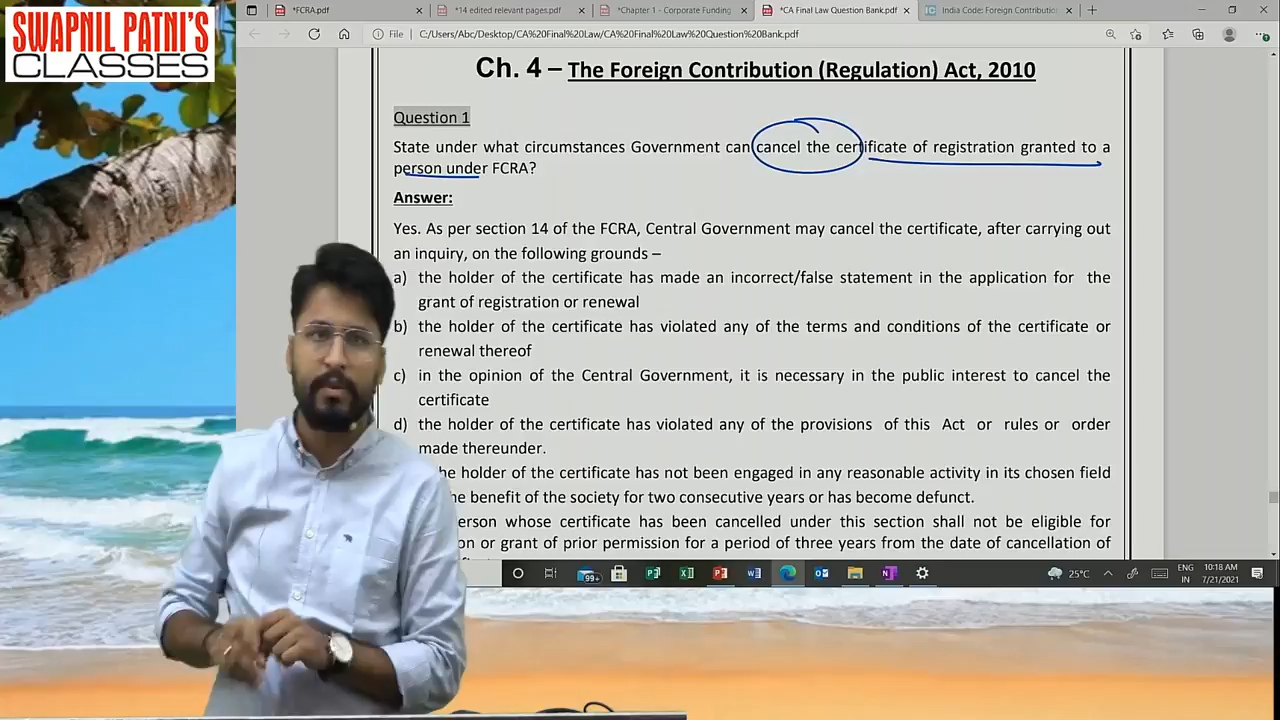 SWAPNIL PATNI'S
CLASSES
*FCRA.pdf
*14 edited relevant pages.pdf
*Chapter 1 - Corporate Funding
*CA Final Law Question Bank.pdf
India Code: Foreign Contributio
File
C:/Users/Abc/Desktop/CA%20Final%20Law/CA%20Final%20Law%20Question%20Bank.pdf
Ch. 4 – The Foreign Contribution (Regulation) Act, 2010
Question 1
State under what circumstances Government can cancel the certificate of registration granted to a
person under FCRA?
Answer:
Yes. As per section 14 of the FCRA, Central Government may cancel the certificate, after carrying out
an inquiry, on the following grounds –
a) the holder of the certificate has made an incorrect/false statement in the application for the
grant of registration or renewal
b) the holder of the certificate has violated any of the terms and conditions of the certificate or
renewal thereof
c) in the opinion of the Central Government, it is necessary in the public interest to cancel the
certificate
d) the holder of the certificate has violated any of the provisions of this Act or rules or order
made thereunder.
he holder of the certificate has not been engaged in any reasonable activity in its chosen field
he benefit of the society for two consecutive years or has become defunct.
erson whose certificate has been cancelled under this section shall not be eligible for
on or grant of prior permission for a period of three years from the date of cancellation of
99+
25°C
ENG
IN
10:18 AM
7/21/2021